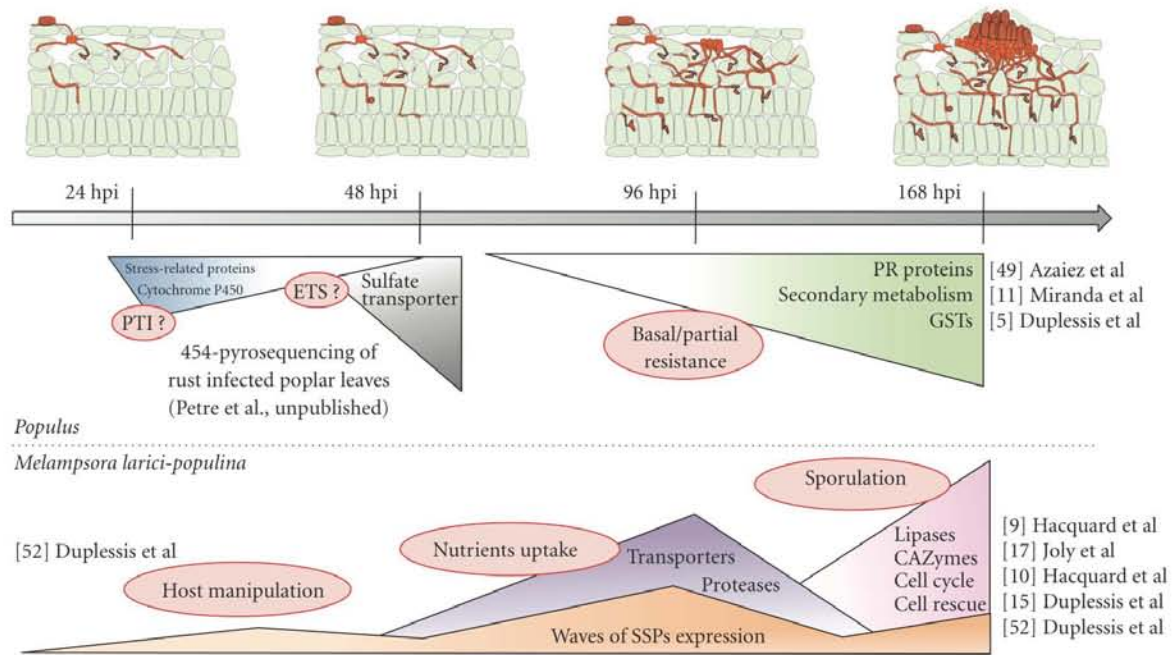 24 hpi
48 hpi
96 hpi
168 hpi
Stress-related proteins
Cytochrome P450
PTI ?
ETS ?
Sulfate
transporter
454-pyrosequencing of
rust infected poplar leaves
(Petre et al., unpublished)
Basal/partial
resistance
PR proteins
Secondary metabolism
GSTs
[49] Azaiez et al
[11] Miranda et al
[5] Duplessis et al
Populus
Melampsora larici-populina
[52] Duplessis et al
Host manipulation
Nutrients uptake
Transporters
Proteases
Sporulation
Lipases
CAZymes
Cell cycle
Cell rescue
Waves of SSPs expression
[9] Hacquard et al
[17] Joly et al
[10] Hacquard et al
[15] Duplessis et al
[52] Duplessis et al